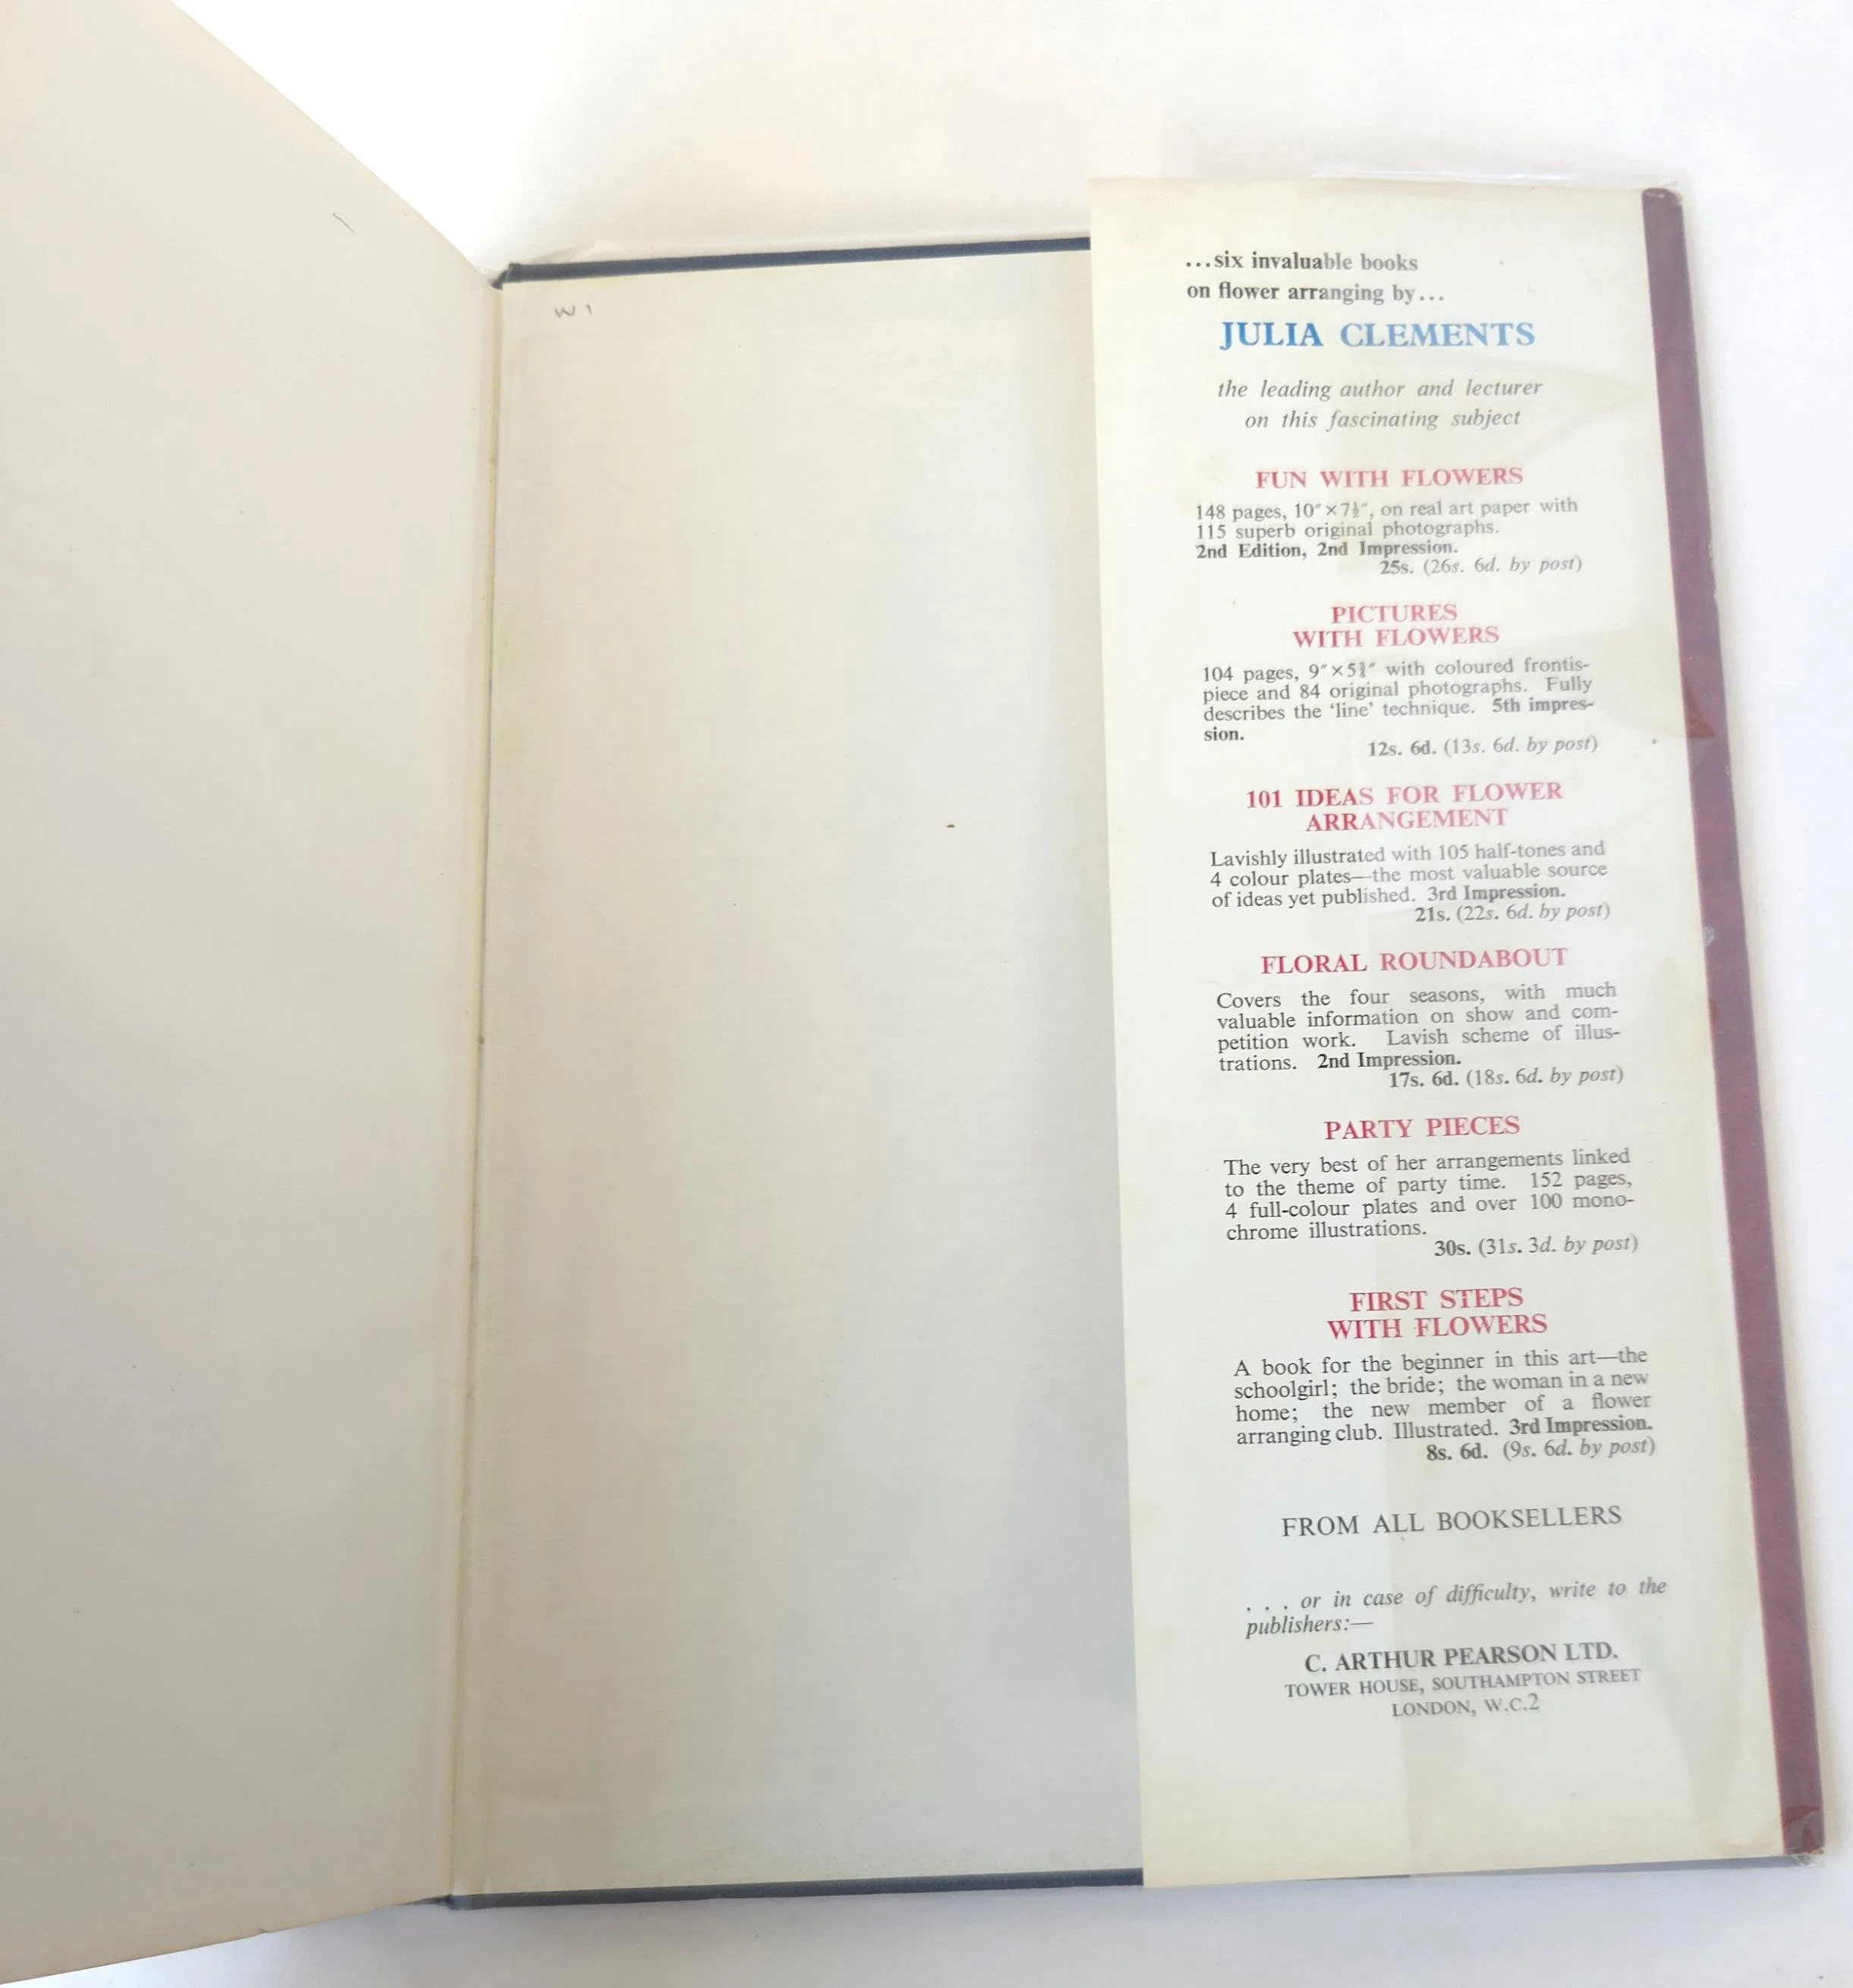 W 1
...six invaluable books
on flower arranging by...
JULIA CLEMENTS
the leading author and lecturer
on this fascinating subject
FUN WITH FLOWERS
148 pages, 10″×7½″, on real art paper with
115 superb original photographs.
2nd Edition, 2nd Impression.
25s. (26s. 6d. by post)
PICTURES
WITH FLOWERS
104 pages, 9″×5¾″ with coloured frontis-
piece and 84 original photographs. Fully
describes the ‘line’ technique. 5th impres-
sion.
12s. 6d. (13s. 6d. by post)
101 IDEAS FOR FLOWER
ARRANGEMENT
Lavishly illustrated with 105 half-tones and
4 colour plates—the most valuable source
of ideas yet published. 3rd Impression.
21s. (22s. 6d. by post)
FLORAL ROUNDABOUT
Covers the four seasons, with much
valuable information on show and com-
petition work. Lavish scheme of illus-
trations. 2nd Impression.
17s. 6d. (18s. 6d. by post)
PARTY PIECES
The very best of her arrangements linked
to the theme of party time. 152 pages,
4 full-colour plates and over 100 mono-
chrome illustrations.
30s. (31s. 3d. by post)
FIRST STEPS
WITH FLOWERS
A book for the beginner in this art—the
schoolgirl; the bride; the woman in a new
home; the new member of a flower
arranging club. Illustrated. 3rd Impression.
8s. 6d. (9s. 6d. by post)
FROM ALL BOOKSELLERS
. . . or in case of difficulty, write to the
publishers:—
C. ARTHUR PEARSON LTD.
TOWER HOUSE, SOUTHAMPTON STREET
LONDON, W.C.2